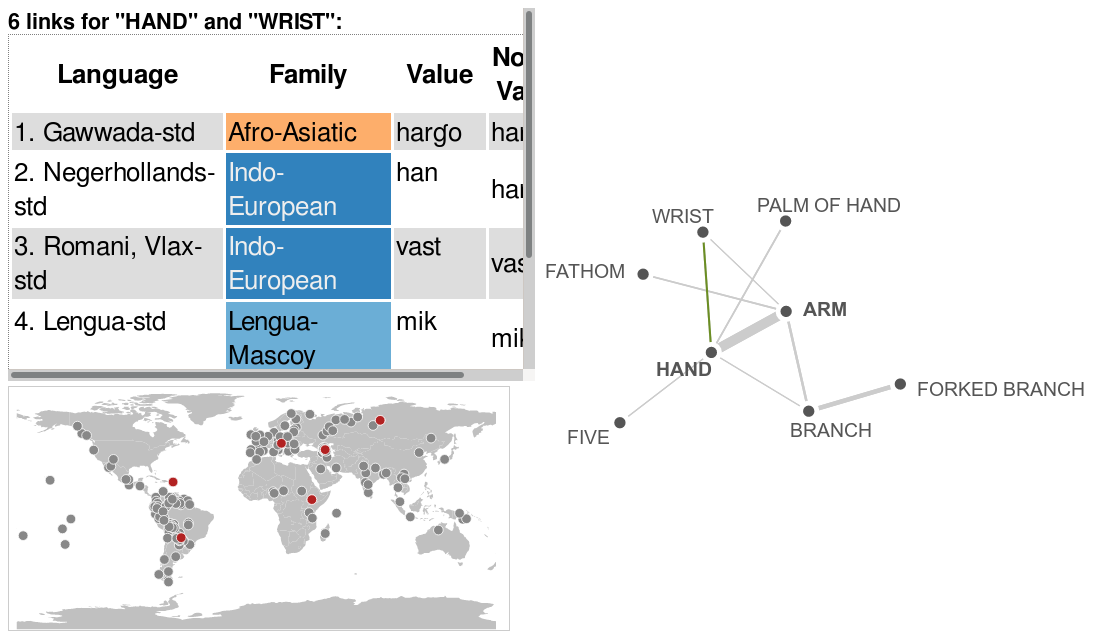 6 links for "HAND" and "WRIST":
Language Family Value No
Va
1. Gawwada-std Afro-Asiatic harɠo har
2. Negerhollands-
std
Indo-
European
han
har
3. Romani, Vlax-
std
Indo-
European
vast
vas
4. Lengua-std
Lengua-
Mascoy
mik
mik
WRIST
PALM OF HAND
FATHOM
ARM
HAND
FORKED BRANCH
FIVE
BRANCH